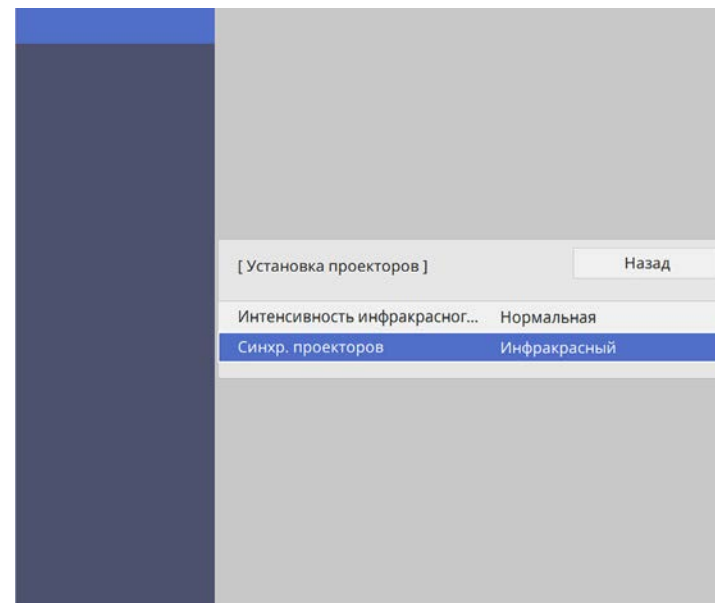 [ Установка проекторов ]
Назад
Интенсивность инфракрасног... Нормальная
Синхр. проекторов Инфракрасный